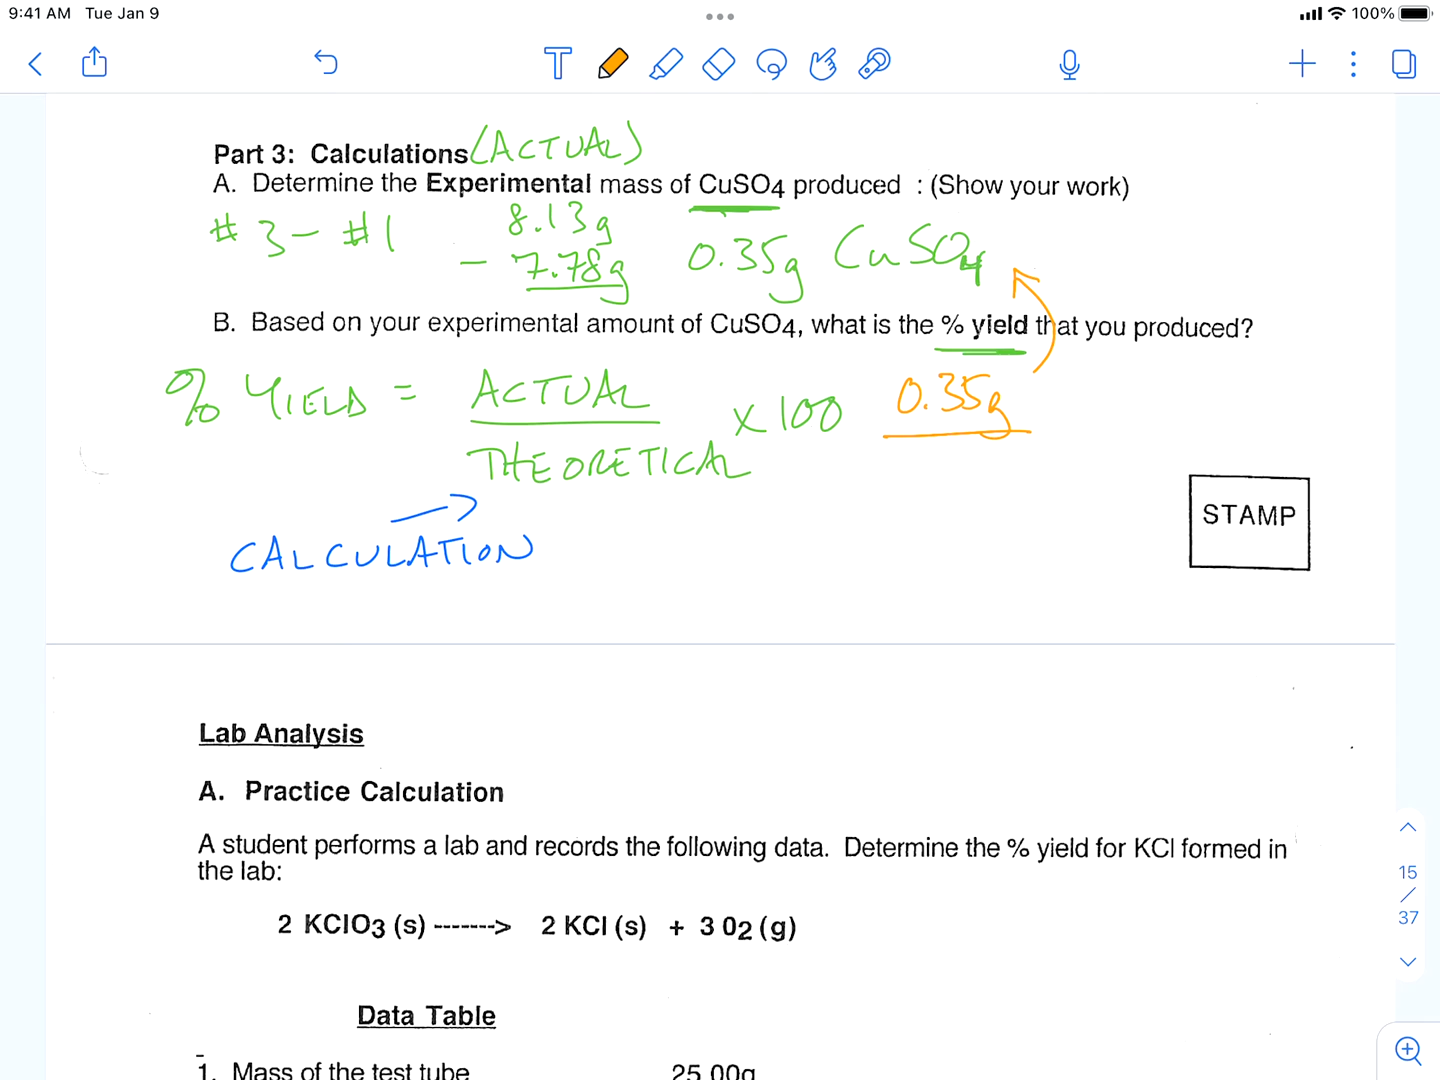 9:41 AM Tue Jan 9
100%
Part 3: Calculations (ACTUAL)
A. Determine the Experimental mass of CuSO4 produced : (Show your work)
#3 - #1
8.13g
- 7.78g
0.35g CuSO4
B. Based on your experimental amount of CuSO4, what is the % yield that you produced?
% YIELD = ACTUAL
THEORETICAL
x 100
0.35g
CALCULATION
STAMP
Lab Analysis
A. Practice Calculation
A student performs a lab and records the following data. Determine the % yield for KCl formed in
the lab:
2 KClO3 (s) -------> 2 KCl (s) + 3 O2 (g)
Data Table
1. Mass of the test tube 25.00g
15
/
37